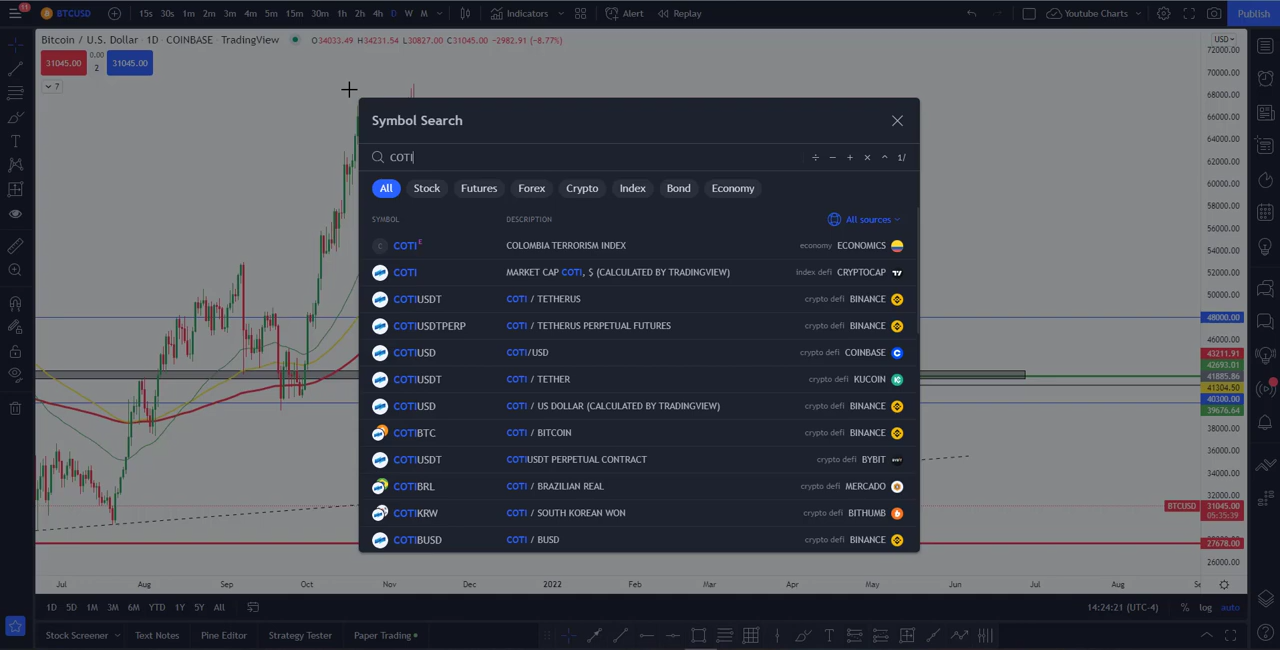 11 BTCUSD 15s 30s 1m 2m 3m 4m 5m 15m 30m 1h 2h 4h D W M Indicators Alert Replay Youtube Charts Publish
Bitcoin / U.S. Dollar · 1D · COINBASE · TradingView O34033.49 H34231.54 L30827.00 C31045.00 −2982.91 (−8.77%)
USD
31045.00 0.00 2 31045.00
7
72000.00
70000.00
68000.00
66000.00
64000.00
62000.00
60000.00
58000.00
56000.00
54000.00
52000.00
50000.00
48000.00
46000.00
43211.91
42693.01
41885.86
41304.50
40300.00
39676.64
38000.00
36000.00
34000.00
32000.00
BTCUSD 31045.00
05:35:39
27678.00
26000.00
Symbol Search
COTI ÷ − + × ^ 1/
All Stock Futures Forex Crypto Index Bond Economy
SYMBOL DESCRIPTION All sources
C COTI E COLOMBIA TERRORISM INDEX economy ECONOMICS
COTI MARKET CAP COTI, $ (CALCULATED BY TRADINGVIEW) index defi CRYPTOCAP
COTIUSDT COTI / TETHERUS crypto defi BINANCE
COTIUSDTPERP COTI / TETHERUS PERPETUAL FUTURES crypto defi BINANCE
COTIUSD COTI/USD crypto defi COINBASE
COTIUSDT COTI / TETHER crypto defi KUCOIN
COTIUSD COTI / US DOLLAR (CALCULATED BY TRADINGVIEW) crypto defi BINANCE
COTIBTC COTI / BITCOIN crypto defi BINANCE
COTIUSDT COTIUSDT PERPETUAL CONTRACT crypto defi BYBIT
COTIBRL COTI / BRAZILIAN REAL crypto defi MERCADO
COTIKRW COTI / SOUTH KOREAN WON crypto defi BITHUMB
COTIBUSD COTI / BUSD crypto defi BINANCE
Jul Aug Sep Oct Nov Dec 2022 Feb Mar Apr May Jun Jul Aug Se
1D 5D 1M 3M 6M YTD 1Y 5Y All 14:24:21 (UTC-4) % log auto
Stock Screener Text Notes Pine Editor Strategy Tester Paper Trading